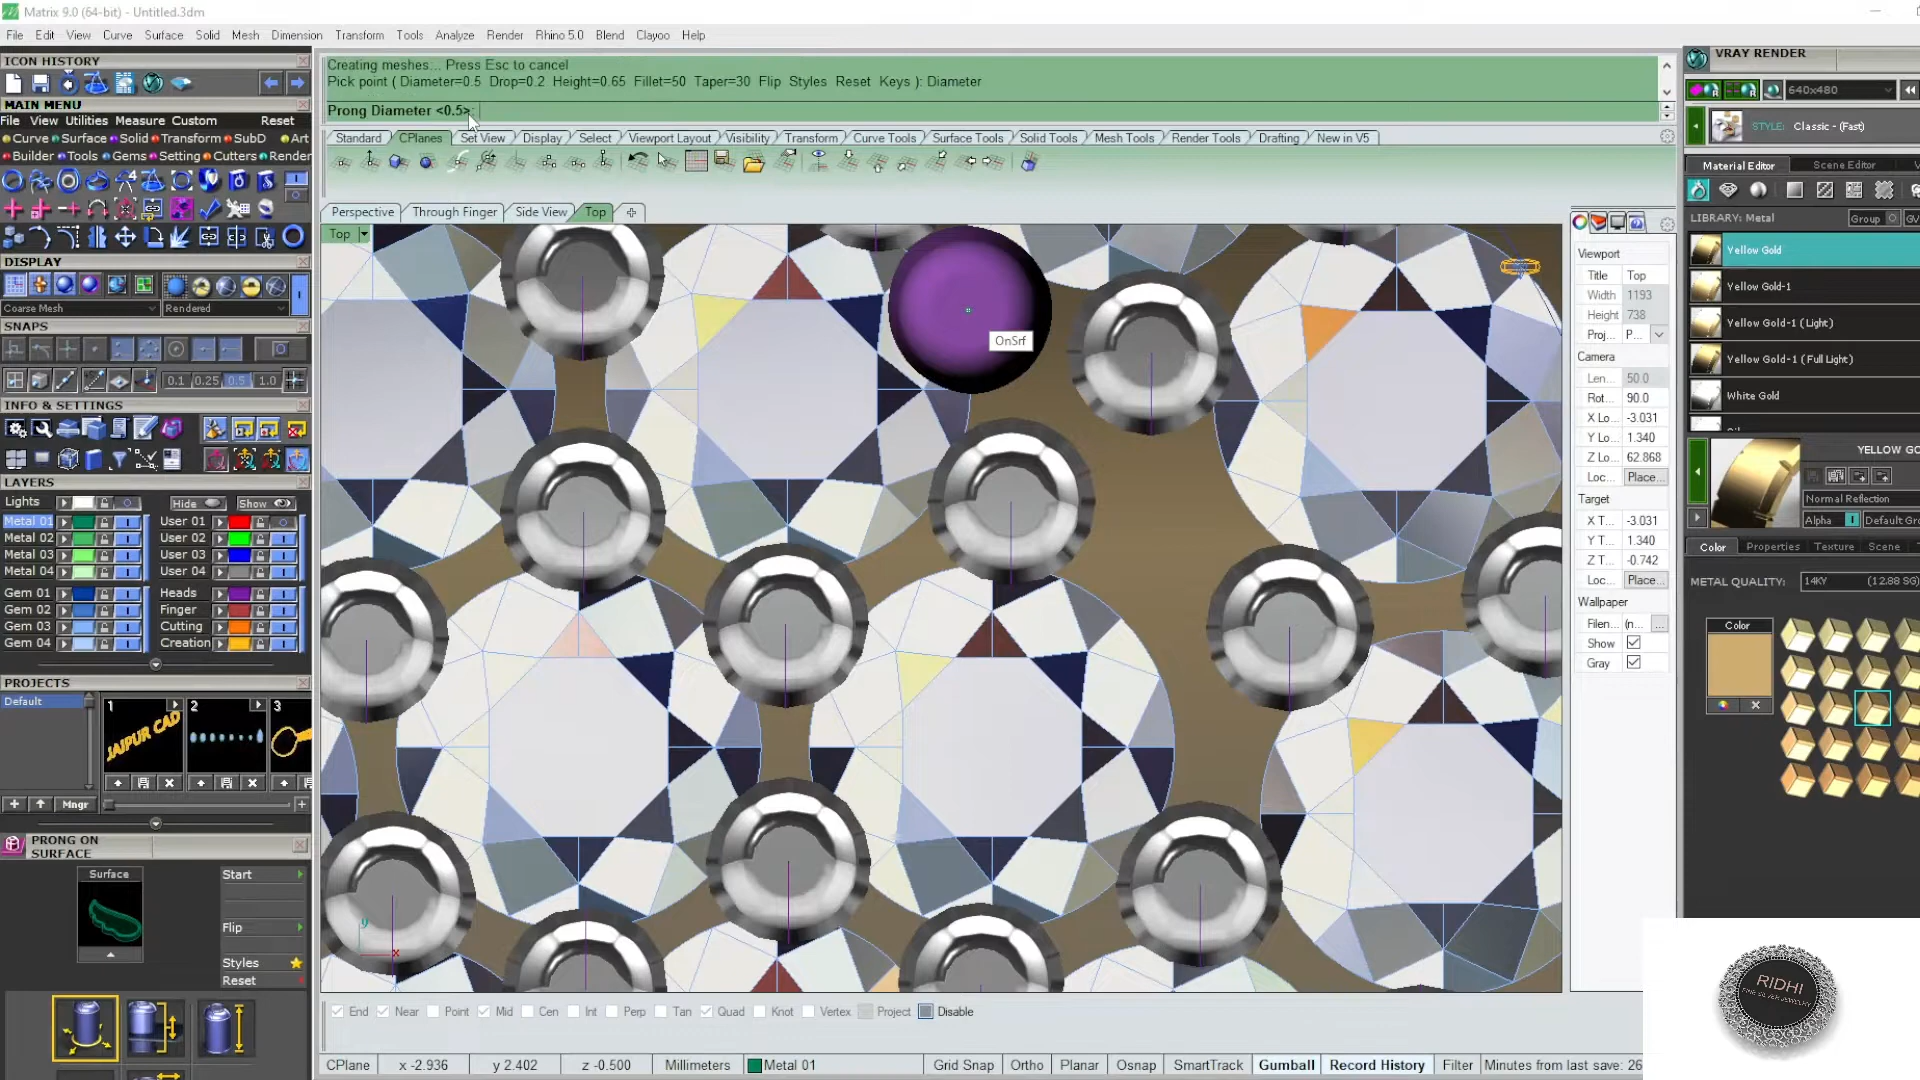 Matrix 9.0 (64-bit) - Untitled.3dm
File Edit View Curve Surface Solid Mesh Dimension Transform Tools Analyze Render Rhino 5.0 Blend Clayoo Help
ICON HISTORY
MAIN MENU
File View Utilities Measure Custom Reset
Curve Surface Solid Transform SubD Art
Builder Tools Gems Setting Cutters Render
DISPLAY
Coarse Mesh Rendered
SNAPS
0.1 0.25 0.5 1.0
INFO & SETTINGS
LAYERS
Lights Hide Show
Metal 01 User 01
Metal 02 User 02
Metal 03 User 03
Metal 04 User 04
Gem 01 Heads
Gem 02 Finger
Gem 03 Cutting
Gem 04 Creation
PROJECTS
Default
1 2 3
JAIPUR CAD
Mngr
PRONG ON
SURFACE
Surface
Start
Flip
Styles
Reset
Creating meshes... Press Esc to cancel
Pick point ( Diameter=0.5 Drop=0.2 Height=0.65 Fillet=50 Taper=30 Flip Styles Reset Keys ): Diameter
Prong Diameter <0.5>:
Standard CPlanes Set View Display Select Viewport Layout Visibility Transform Curve Tools Surface Tools Solid Tools Mesh Tools Render Tools Drafting New in V5
Perspective Through Finger Side View Top
Top
OnSrf
y
x
End Near Point Mid Cen Int Perp Tan Quad Knot Vertex Project Disable
CPlane x -2.936 y 2.402 z -0.500 Millimeters Metal 01 Grid Snap Ortho Planar Osnap SmartTrack Gumball Record History Filter Minutes from last save: 26
Viewport
Title Top
Width 1193
Height 738
Proj... P...
Camera
Len... 50.0
Rot... 90.0
X Lo... -3.031
Y Lo... 1.340
Z Lo... 62.868
Loc... Place...
Target
X T... -3.031
Y T... 1.340
Z T... -0.742
Loc... Place...
Wallpaper
Filen... (n... ...
Show
Gray
VRAY RENDER
640x480
STYLE: Classic - (Fast)
Material Editor Scene Editor V
LIBRARY: Metal Group GV
Yellow Gold
Yellow Gold-1
Yellow Gold-1 ( Light )
Yellow Gold-1 ( Full Light )
White Gold
YELLOW GO
Normal Reflection
Alpha Default Gro
Color Properties Texture Scene
METAL QUALITY: 14KY (12.88 SG)
Color
RIDHI
FINE SILVER JEWELRY